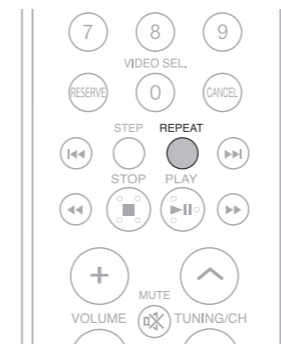 7 8 9
VIDEO SEL.
RESERVE 0 CANCEL
STEP REPEAT
STOP PLAY
+
MUTE
VOLUME TUNING/CH